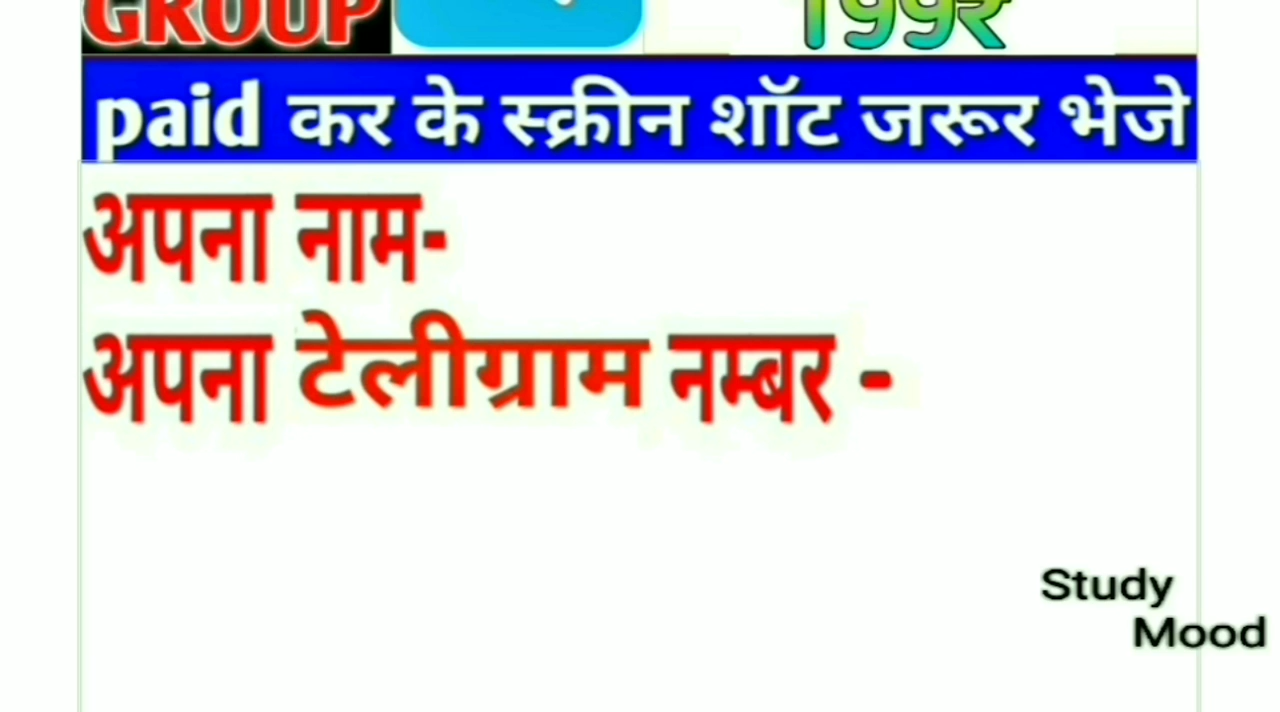 GROUP 199₹
paid कर के स्क्रीन शॉट जरूर भेजे
अपना नाम-
अपना टेलीग्राम नम्बर -
Study
Mood